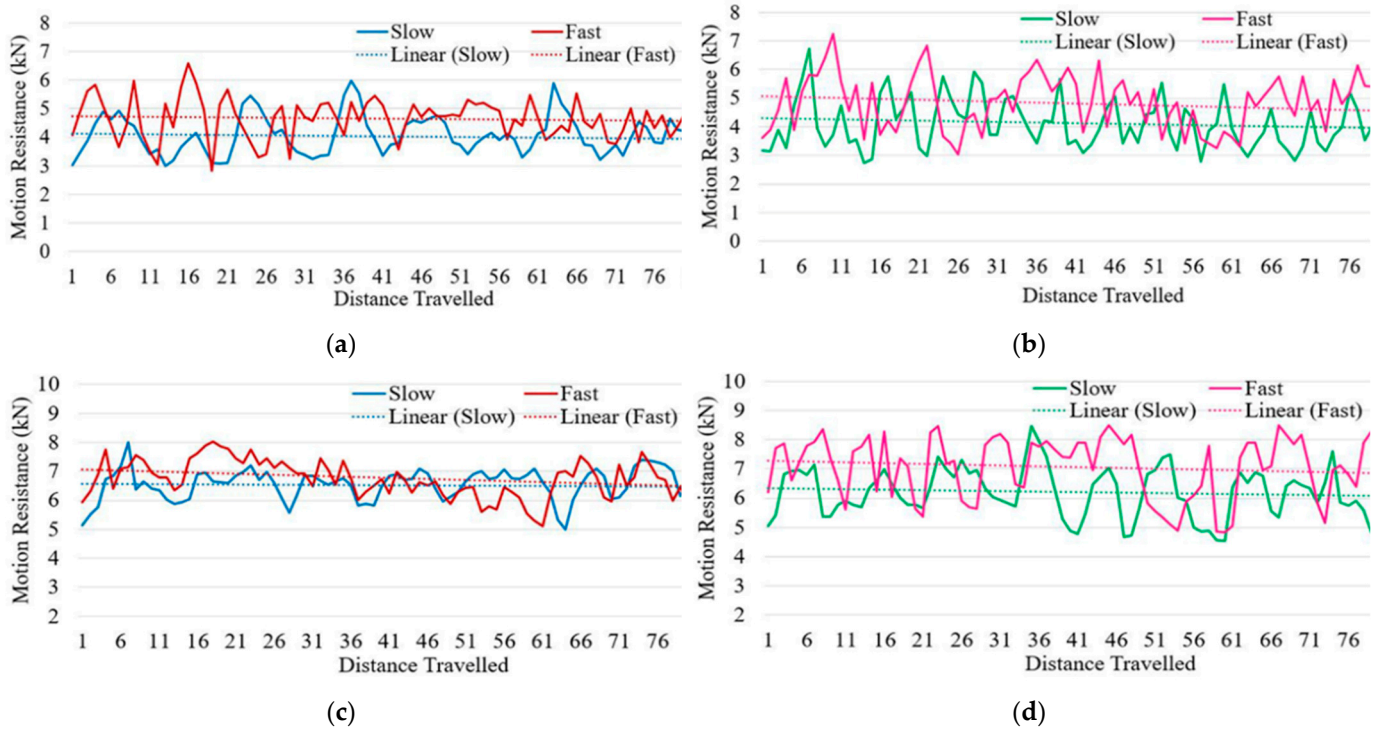 8
7
6
5
4
3
2
1
0
Motion Resistance (kN)
Slow Fast
Linear (Slow) Linear (Fast)
1 6 11 16 21 26 31 36 41 46 51 56 61 66 71 76
Distance Travelled
(a)
8
7
6
5
4
3
2
1
0
Motion Resistance (kN)
Slow Fast
Linear (Slow) Linear (Fast)
1 6 11 16 21 26 31 36 41 46 51 56 61 66 71 76
Distance Travelled
(b)
10
9
8
7
6
5
4
3
2
Motion Resistance (kN)
Slow Fast
Linear (Slow) Linear (Fast)
1 6 11 16 21 26 31 36 41 46 51 56 61 66 71 76
Distance Travelled
(c)
10
9
8
7
6
5
4
3
2
Motion Resistance (kN)
Slow Fast
Linear (Slow) Linear (Fast)
1 6 11 16 21 26 31 36 41 46 51 56 61 66 71 76
Distance Travelled
(d)